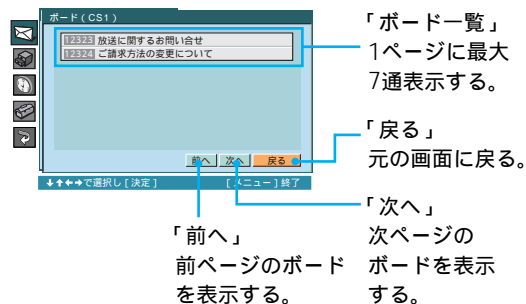 ボード(CS1)
12323 放送に関するお問い合せ
12324 ご請求方法の変更について
前へ 次へ 戻る
↓↑←→で選択し[決定] [メニュー]終了
「ボード一覧」
1ページに最大
7通表示する。
「戻る」
元の画面に戻る。
「次へ」
次ページの
ボードを表示
する。
「前へ」
前ページのボード
を表示する。